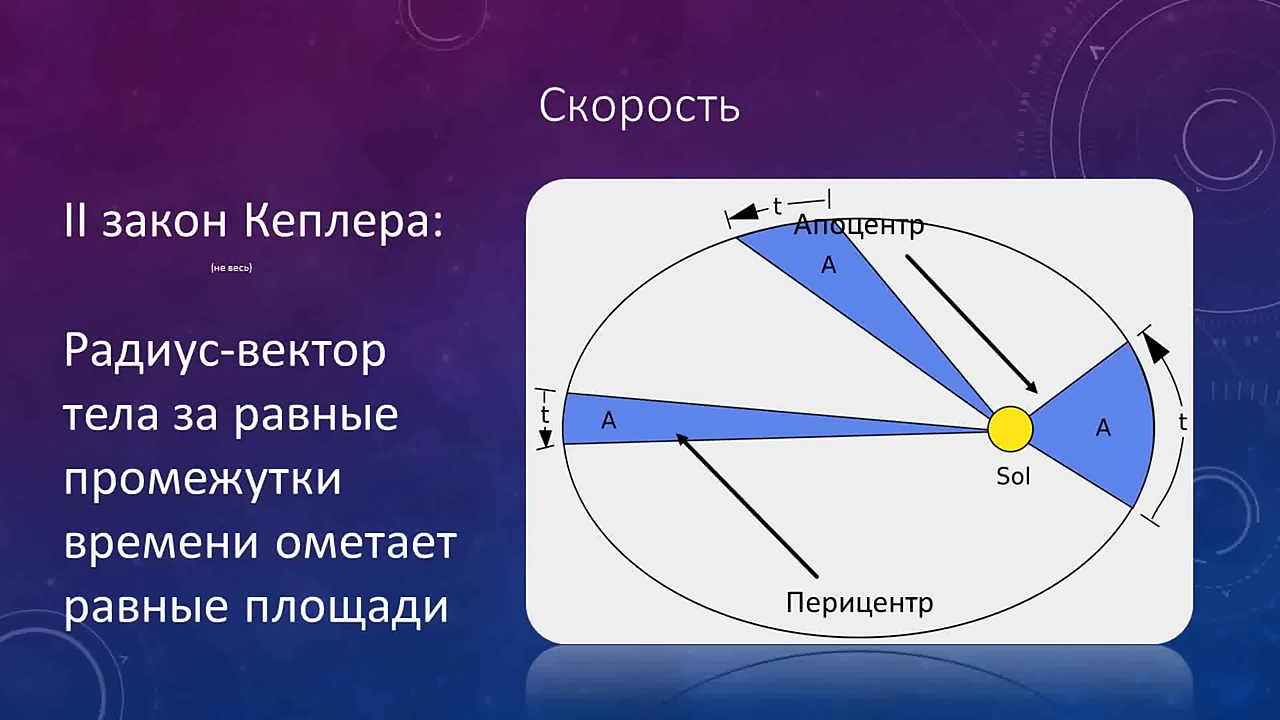 Скорость
II закон Кеплера:
(не весь)
Радиус-вектор
тела за равные
промежутки
времени ометает
равные площади
t
Апоцентр
A
t
A
A
t
Sol
Перицентр